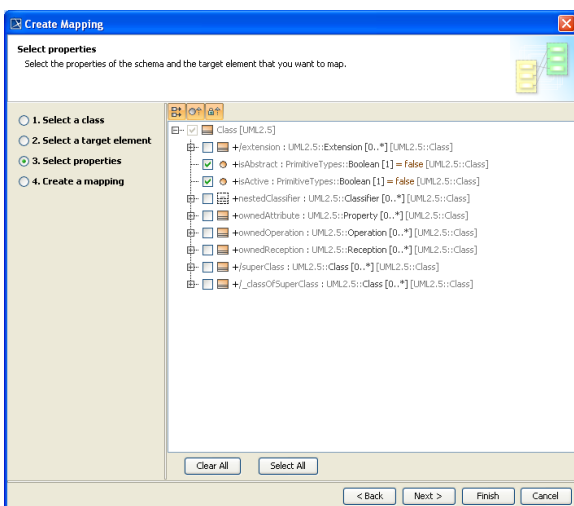 Create Mapping
Select properties
Select the properties of the schema and the target element that you want to map.
1. Select a class
2. Select a target element
3. Select properties
4. Create a mapping
Class [UML2.5]
+/extension : UML2.5::Extension [0..*] [UML2.5::Class]
+isAbstract : PrimitiveTypes::Boolean [1] = false [UML2.5::Class]
+isActive : PrimitiveTypes::Boolean [1] = false [UML2.5::Class]
+nestedClassifier : UML2.5::Classifier [0..*] [UML2.5::Class]
+ownedAttribute : UML2.5::Property [0..*] [UML2.5::Class]
+ownedOperation : UML2.5::Operation [0..*] [UML2.5::Class]
+ownedReception : UML2.5::Reception [0..*] [UML2.5::Class]
+/superClass : UML2.5::Class [0..*] [UML2.5::Class]
+/_classOfSuperClass : UML2.5::Class [0..*] [UML2.5::Class]
Clear All Select All
< Back Next > Finish Cancel